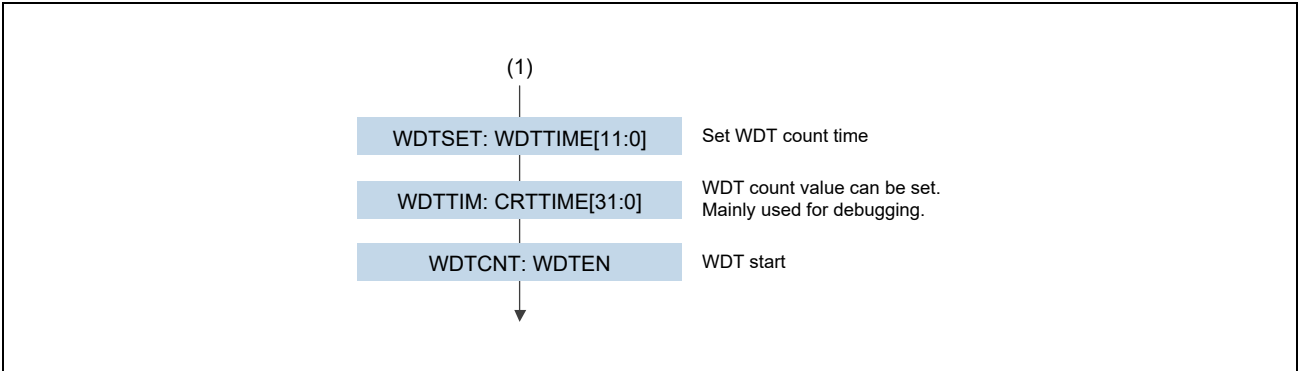 (1)
WDTSET: WDTTIME[11:0]
Set WDT count time
WDTTIM: CRTTIME[31:0]
WDT count value can be set.
Mainly used for debugging.
WDTCNT: WDTEN
WDT start